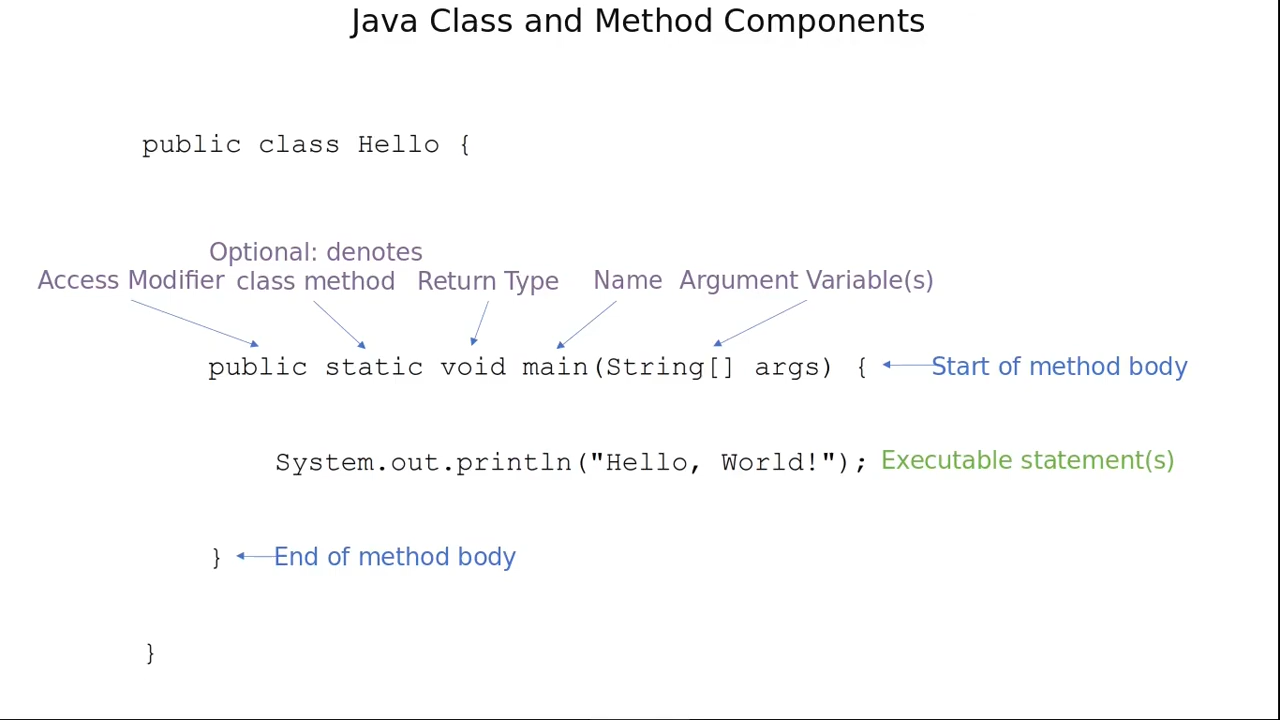 Java Class and Method Components
public class Hello {
Optional: denotes
Access Modifier class method Return Type Name Argument Variable(s)
public static void main(String[] args) { Start of method body
System.out.println("Hello, World!"); Executable statement(s)
} End of method body
}